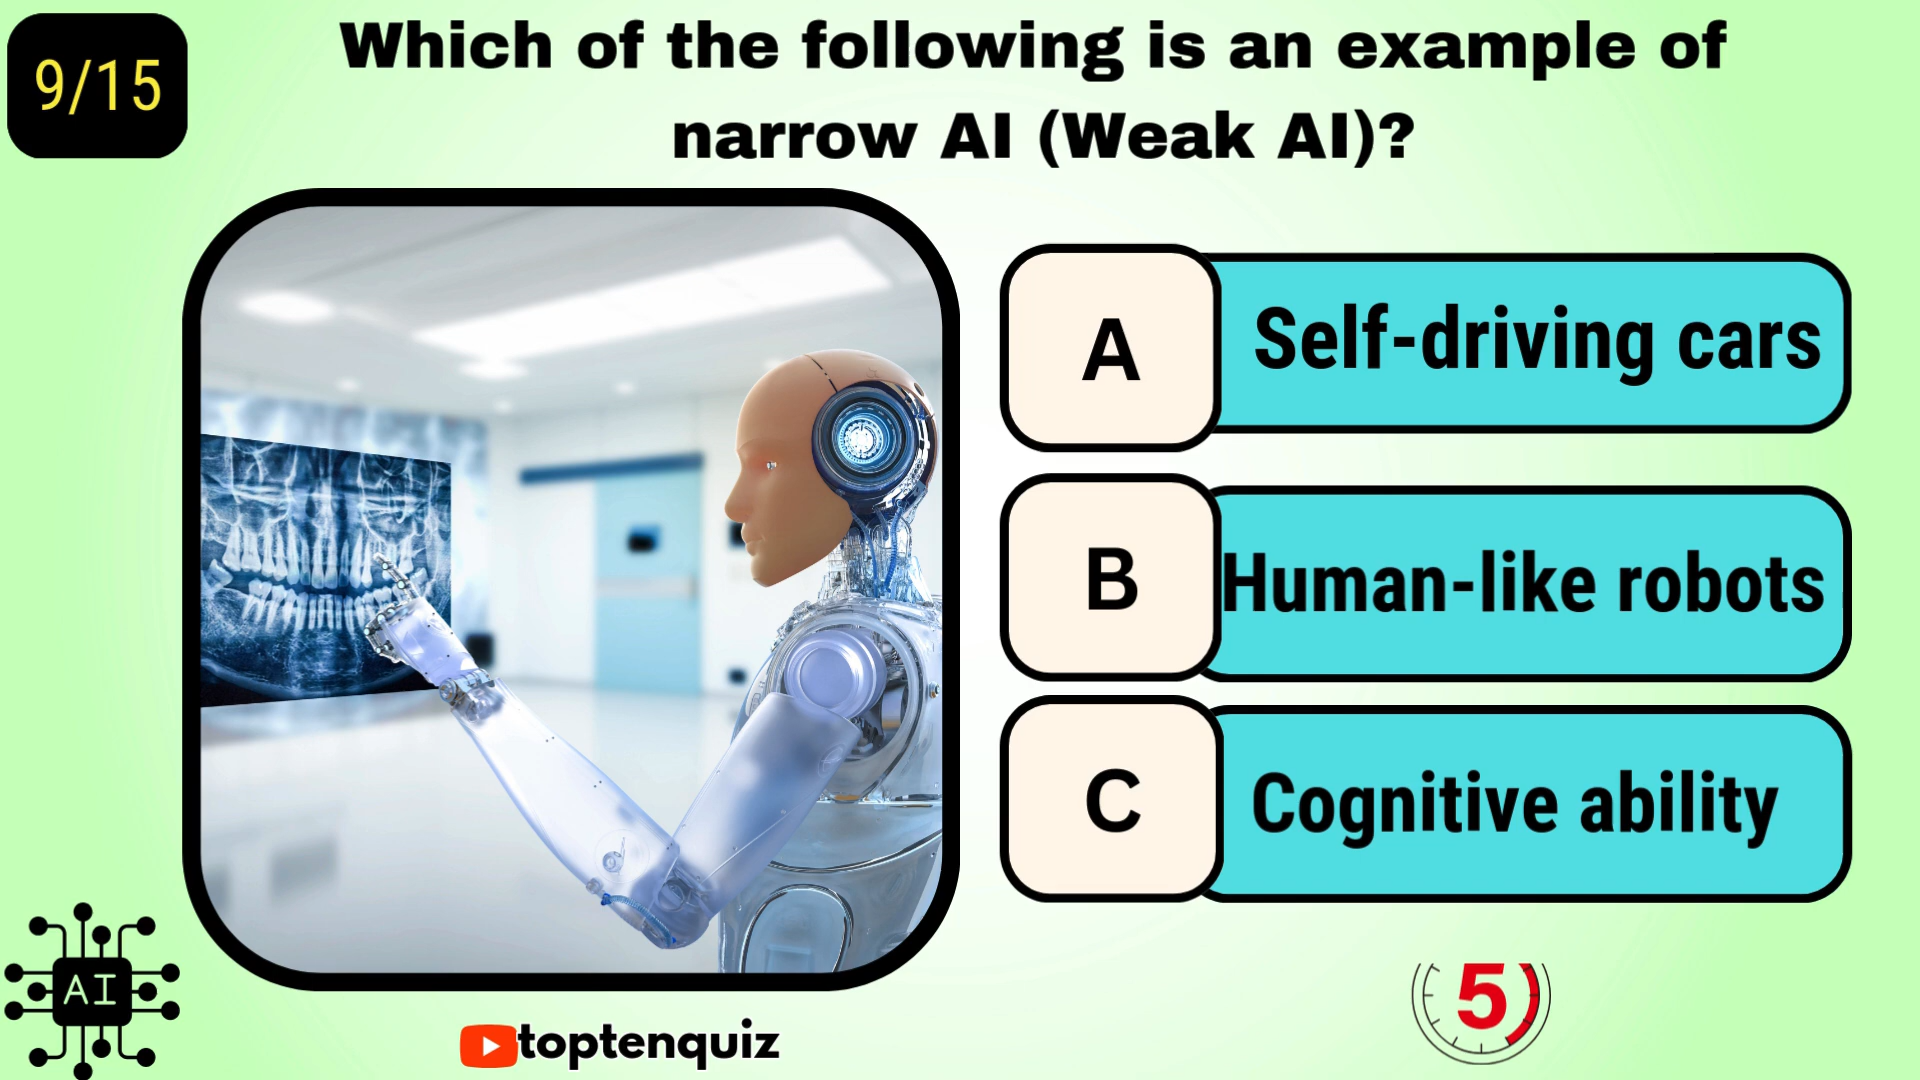 9/15
Which of the following is an example of
narrow AI (Weak AI)?
A
Self-driving cars
B
Human-like robots
C
Cognitive ability
AI
toptenquiz
5